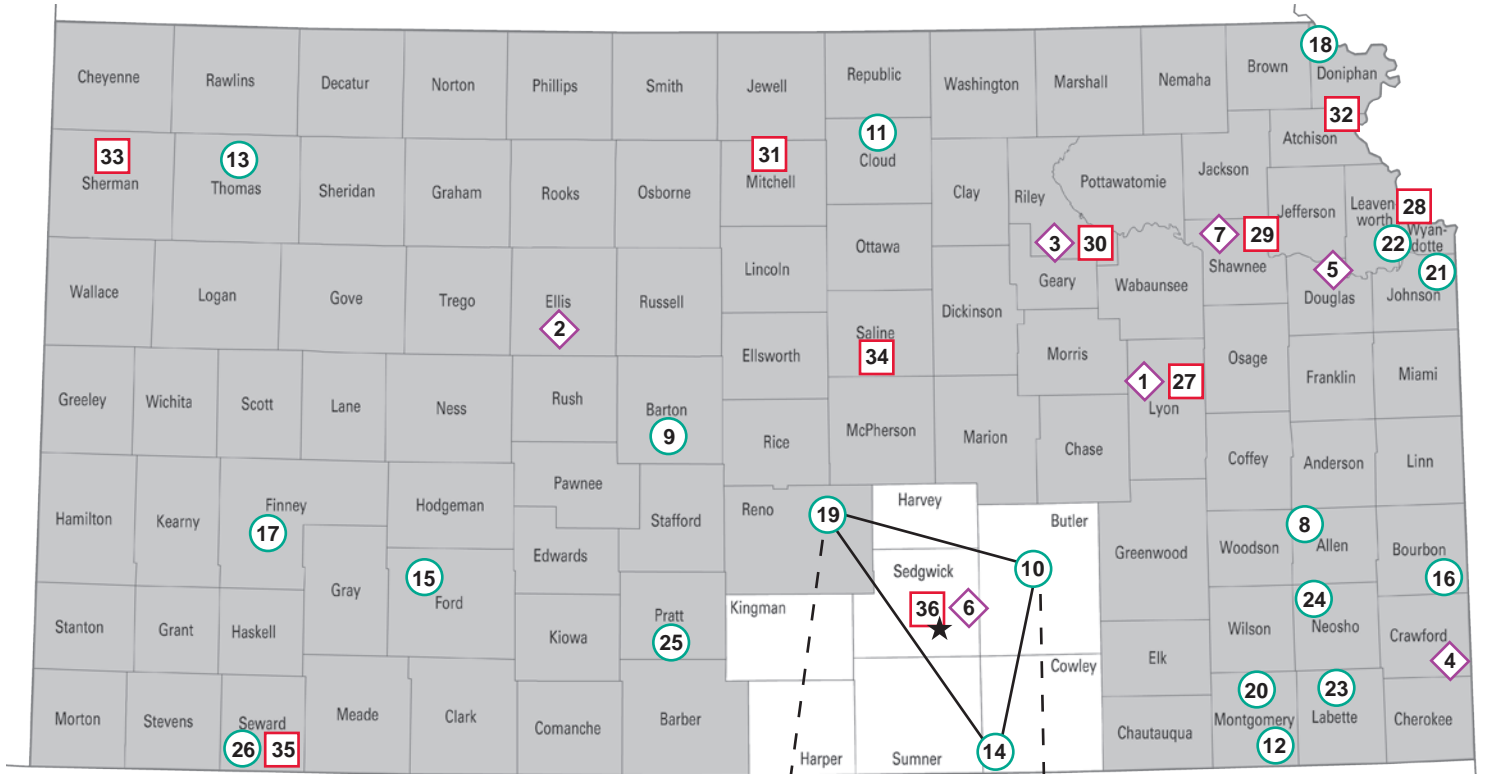 18
Cheyenne
Rawlins
Decatur
Norton
Phillips
Smith
Jewell
Republic
Washington
Marshall
Nemaha
Brown
Doniphan
32
33
Sherman
13
Thomas
Sheridan
Graham
Rooks
Osborne
31
Mitchell
11
Cloud
Clay
Riley
Pottawatomie
Jackson
Atchison
Jefferson
Leaven-
worth
28
Wyan-
dotte
22
21
Wallace
Logan
Gove
Trego
Ellis
2
Russell
Lincoln
Ottawa
Saline
34
Dickinson
3
30
Geary
Wabaunsee
7
29
Shawnee
5
Douglas
Johnson
Greeley
Wichita
Scott
Lane
Ness
Rush
Barton
9
Ellsworth
Rice
McPherson
Marion
Morris
Chase
1
27
Lyon
Osage
Franklin
Miami
Coffey
Anderson
Linn
Hamilton
Kearny
Finney
17
Hodgeman
Pawnee
Edwards
Stafford
Reno
19
Harvey
Butler
10
Greenwood
Woodson
8
Allen
Bourbon
16
Stanton
Grant
Haskell
Gray
15
Ford
Kiowa
Pratt
25
Kingman
Sedgwick
36
6
Cowley
Elk
Wilson
24
Neosho
Crawford
4
Morton
Stevens
Seward
26
35
Meade
Clark
Comanche
Barber
Harper
Sumner
14
Chautauqua
20
Montgomery
12
23
Labette
Cherokee